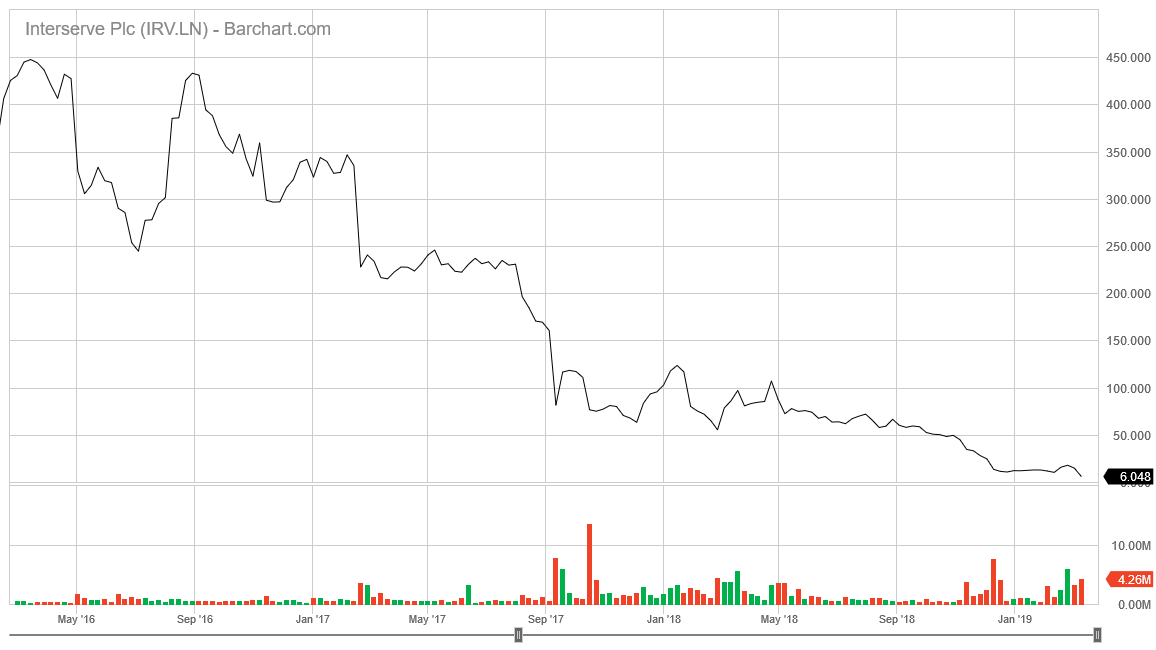 Interserve Plc (IRV.LN) - Barchart.com
450.000
400.000
350.000
300.000
250.000
200.000
150.000
100.000
50.000
6.048
0.000
10.00M
4.26M
0.00M
May '16
Sep '16
Jan '17
May '17
Sep '17
Jan '18
May '18
Sep '18
Jan '19